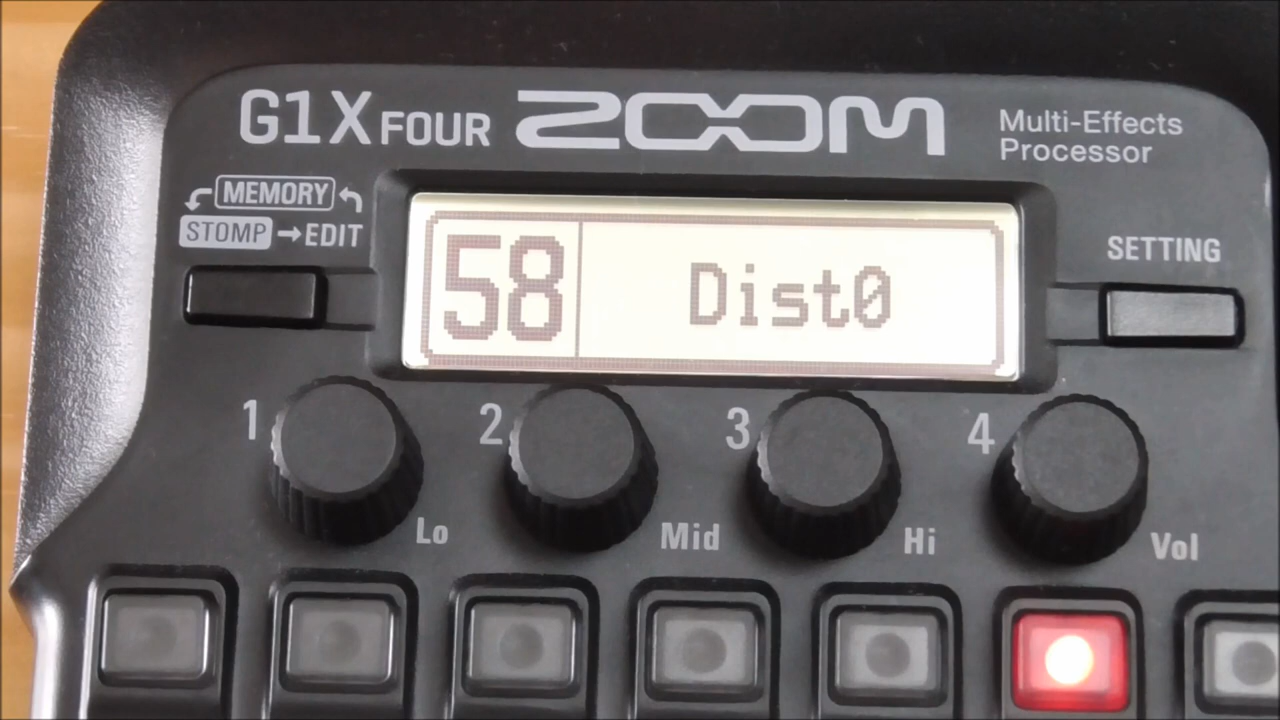 G1X FOUR ZOOM
Multi-Effects
Processor
MEMORY
STOMP → EDIT
SETTING
58 Dist0
1 2 3 4
Lo Mid Hi Vol